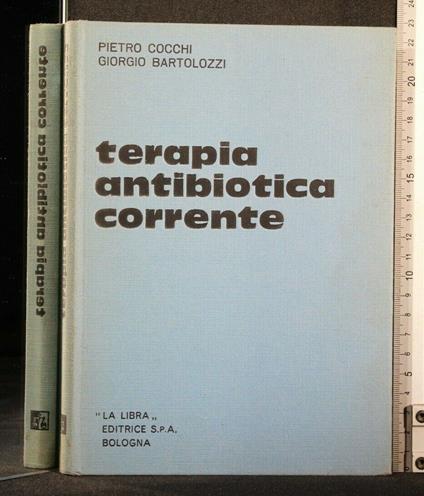 PIETRO COCCHI
GIORGIO BARTOLOZZI
terapia
antibiotica
corrente
"LA LIBRA„
EDITRICE S.P.A.
BOLOGNA
terapia antibiotica corrente